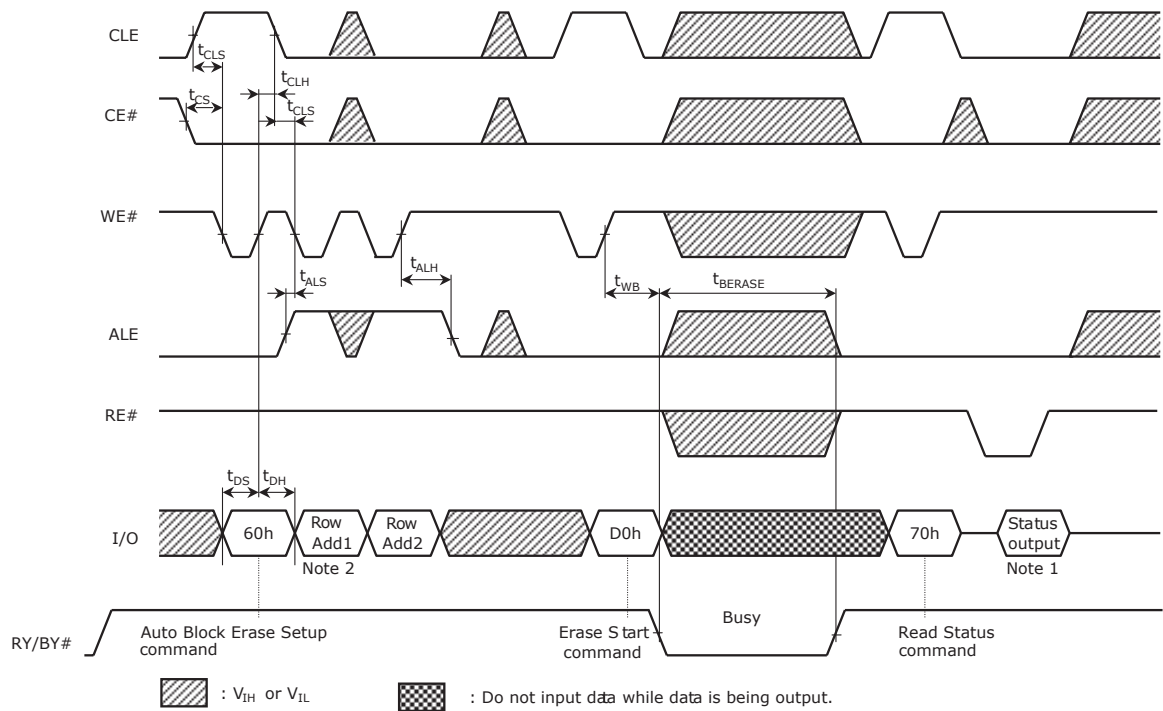 CLE
tCLS
tCLH
tCS
tCLS
CE#
WE#
tALH
tALS
tWB
tBERASE
ALE
RE#
tDS
tDH
I/O
60h
Row Add1
Row Add2
D0h
70h
Status output
Note 2
Note 1
RY/BY#
Auto Block Erase Setup
command
Erase Start
command
Busy
Read Status
command
: VIH or VIL
: Do not input data while data is being output.